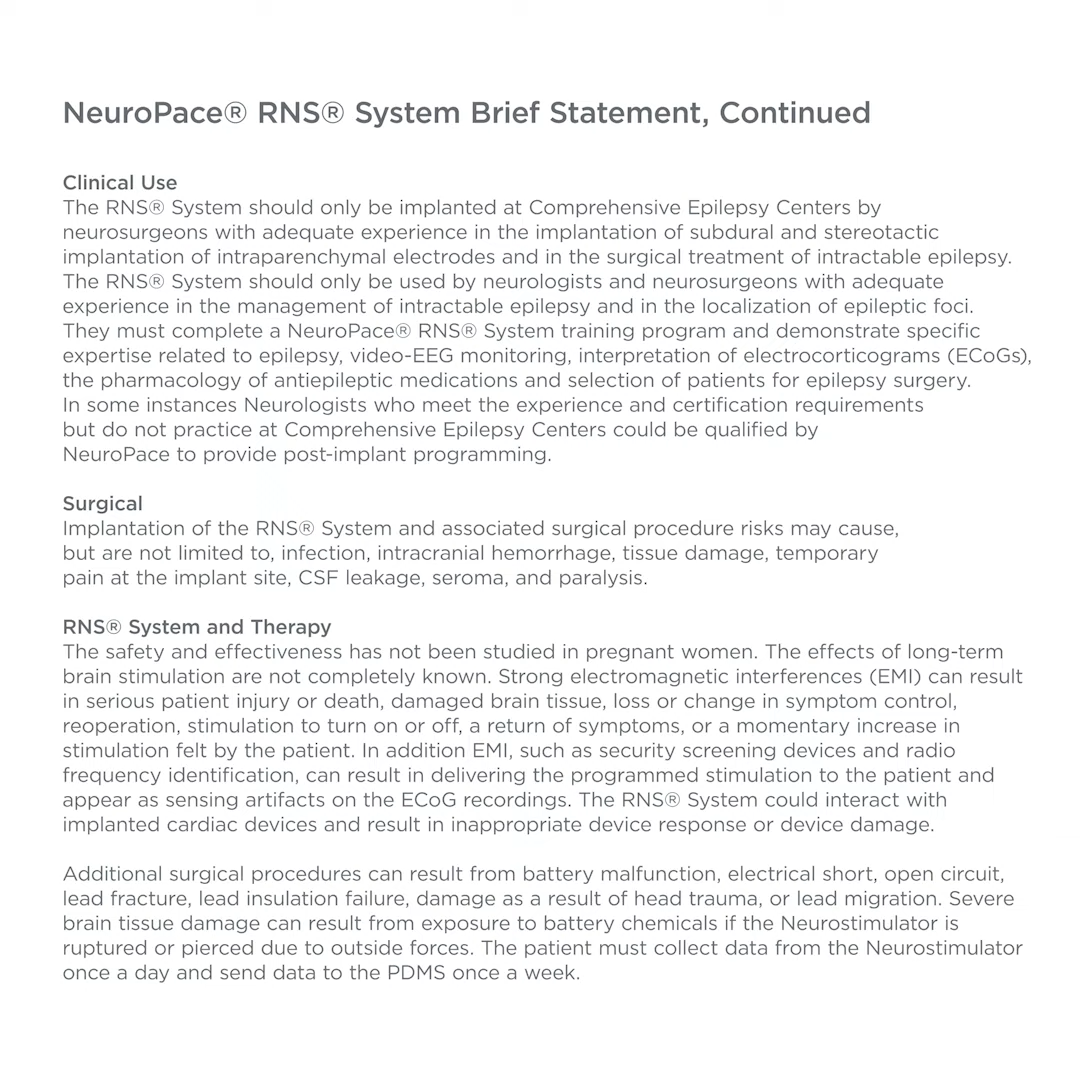 NeuroPace® RNS® System Brief Statement, Continued
Clinical Use
The RNS® System should only be implanted at Comprehensive Epilepsy Centers by
neurosurgeons with adequate experience in the implantation of subdural and stereotactic
implantation of intraparenchymal electrodes and in the surgical treatment of intractable epilepsy.
The RNS® System should only be used by neurologists and neurosurgeons with adequate
experience in the management of intractable epilepsy and in the localization of epileptic foci.
They must complete a NeuroPace® RNS® System training program and demonstrate specific
expertise related to epilepsy, video-EEG monitoring, interpretation of electrocorticograms (ECoGs),
the pharmacology of antiepileptic medications and selection of patients for epilepsy surgery.
In some instances Neurologists who meet the experience and certification requirements
but do not practice at Comprehensive Epilepsy Centers could be qualified by
NeuroPace to provide post-implant programming.
Surgical
Implantation of the RNS® System and associated surgical procedure risks may cause,
but are not limited to, infection, intracranial hemorrhage, tissue damage, temporary
pain at the implant site, CSF leakage, seroma, and paralysis.
RNS® System and Therapy
The safety and effectiveness has not been studied in pregnant women. The effects of long-term
brain stimulation are not completely known. Strong electromagnetic interferences (EMI) can result
in serious patient injury or death, damaged brain tissue, loss or change in symptom control,
reoperation, stimulation to turn on or off, a return of symptoms, or a momentary increase in
stimulation felt by the patient. In addition EMI, such as security screening devices and radio
frequency identification, can result in delivering the programmed stimulation to the patient and
appear as sensing artifacts on the ECoG recordings. The RNS® System could interact with
implanted cardiac devices and result in inappropriate device response or device damage.
Additional surgical procedures can result from battery malfunction, electrical short, open circuit,
lead fracture, lead insulation failure, damage as a result of head trauma, or lead migration. Severe
brain tissue damage can result from exposure to battery chemicals if the Neurostimulator is
ruptured or pierced due to outside forces. The patient must collect data from the Neurostimulator
once a day and send data to the PDMS once a week.